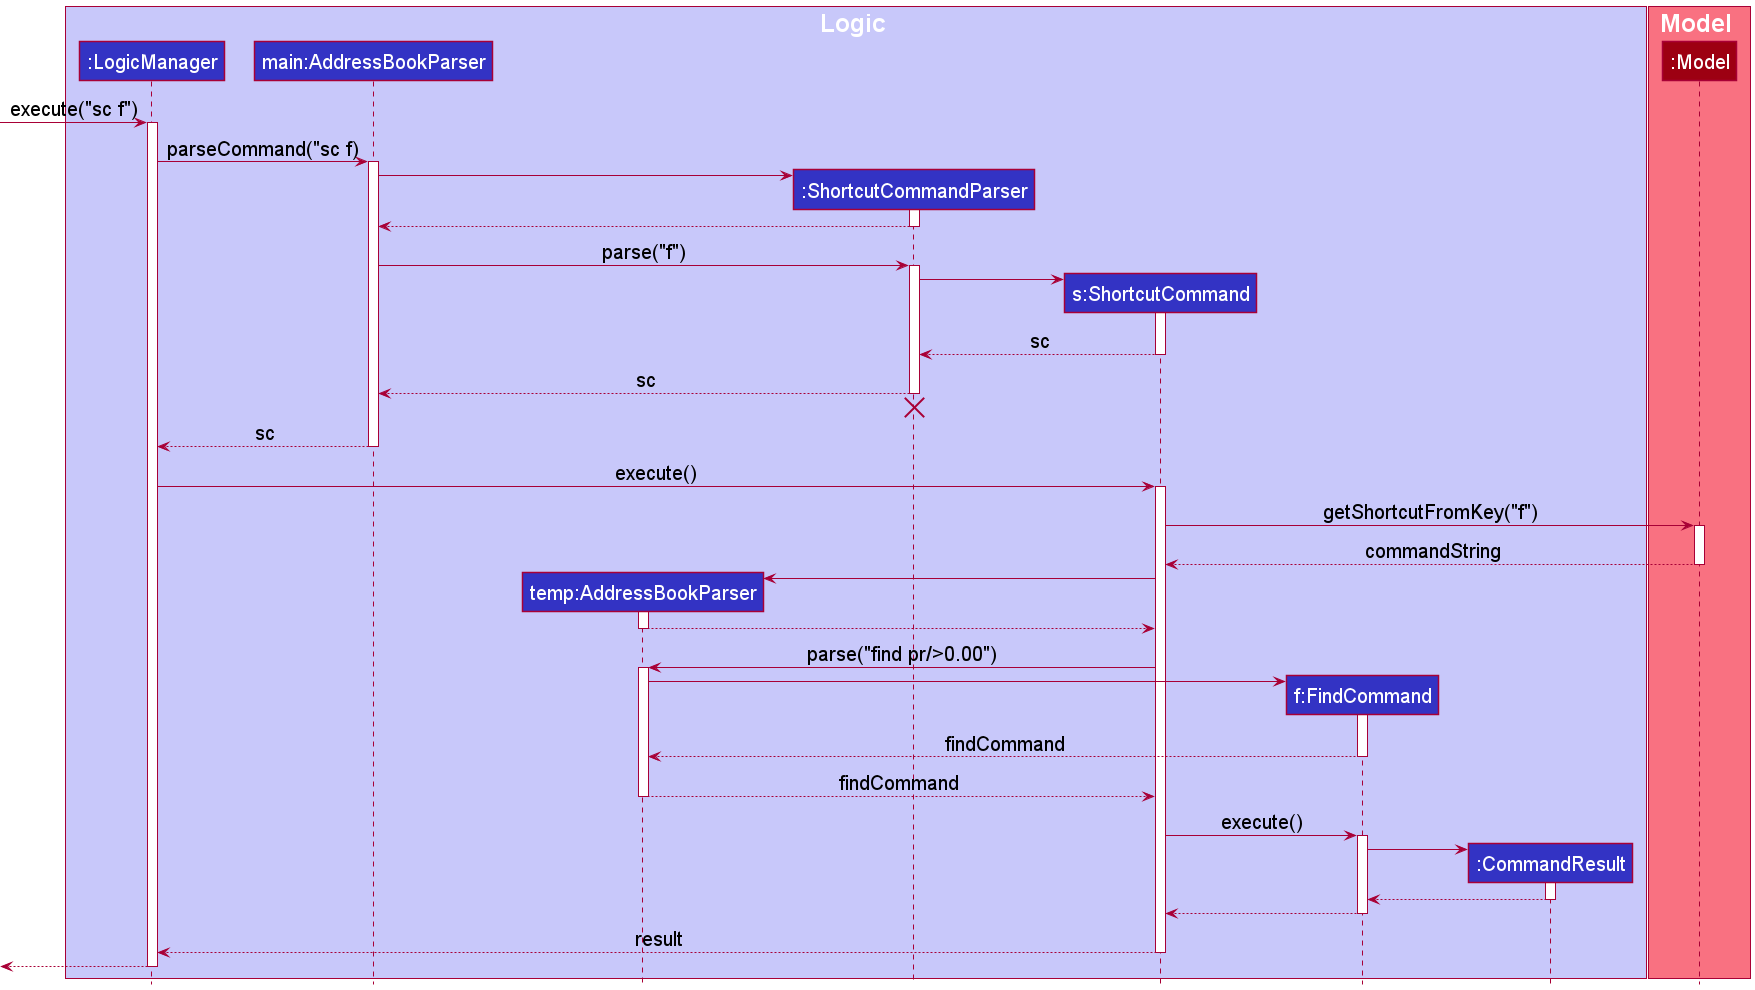 Logic
Model
:LogicManager
main:AddressBookParser
:Model
execute("sc f")
parseCommand("sc f)
:ShortcutCommandParser
parse("f")
s:ShortcutCommand
sc
sc
sc
execute()
getShortcutFromKey("f")
commandString
temp:AddressBookParser
parse("find pr/>0.00")
f:FindCommand
findCommand
findCommand
execute()
:CommandResult
result